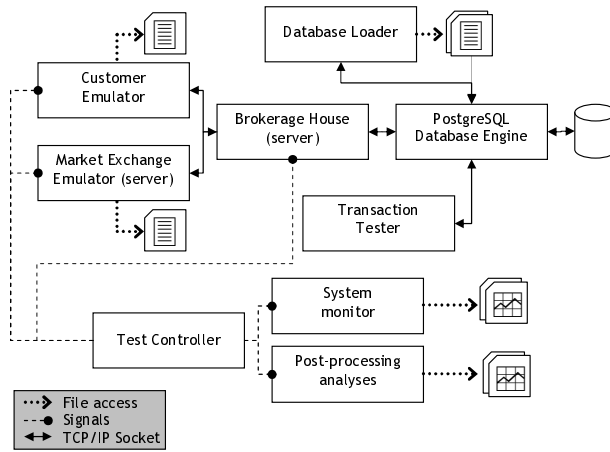 Database Loader
Customer
Emulator
Brokerage House
(server)
PostgreSQL
Database Engine
Market Exchange
Emulator (server)
Transaction
Tester
System
monitor
Test Controller
Post-processing
analyses
File access
Signals
TCP/IP Socket